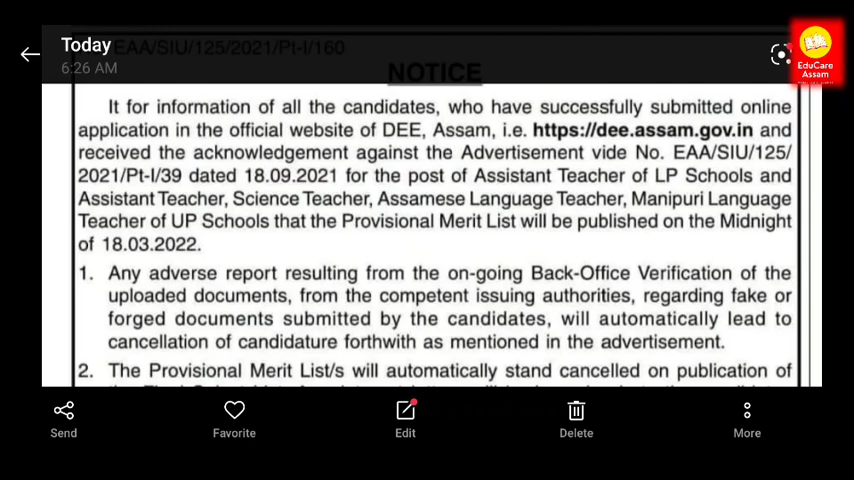 Today
EAA/SIU/125/2021/Pt-I/160
6:26 AM
NOTICE
EduCare
Assam
It for information of all the candidates, who have successfully submitted online
application in the official website of DEE, Assam, i.e. https://dee.assam.gov.in and
received the acknowledgement against the Advertisement vide No. EAA/SIU/125/
2021/Pt-I/39 dated 18.09.2021 for the post of Assistant Teacher of LP Schools and
Assistant Teacher, Science Teacher, Assamese Language Teacher, Manipuri Language
Teacher of UP Schools that the Provisional Merit List will be published on the Midnight
of 18.03.2022.
1. Any adverse report resulting from the on-going Back-Office Verification of the
uploaded documents, from the competent issuing authorities, regarding fake or
forged documents submitted by the candidates, will automatically lead to
cancellation of candidature forthwith as mentioned in the advertisement.
2. The Provisional Merit List/s will automatically stand cancelled on publication of
Send
Favorite
Edit
Delete
More